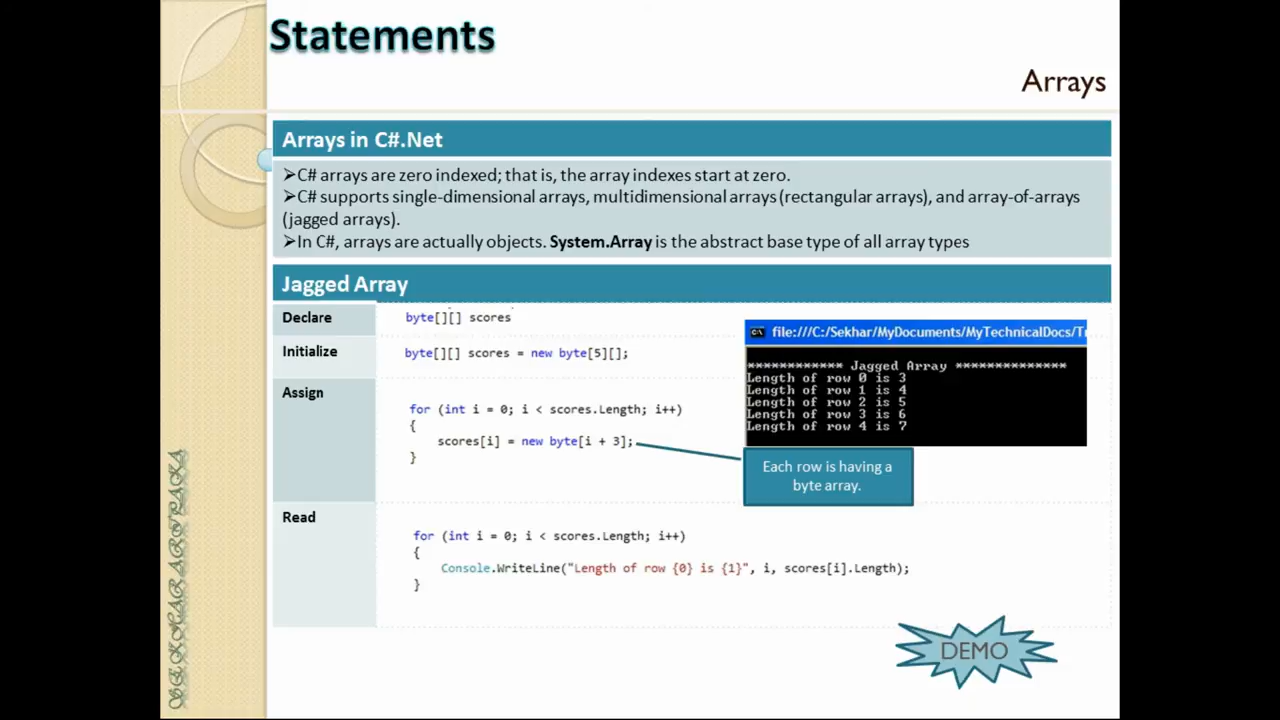 Statements
Arrays
Arrays in C#.Net
➢C# arrays are zero indexed; that is, the array indexes start at zero.
➢C# supports single-dimensional arrays, multidimensional arrays (rectangular arrays), and array-of-arrays
(jagged arrays).
➢In C#, arrays are actually objects. System.Array is the abstract base type of all array types
Jagged Array
Declare
byte[][] scores
Initialize
byte[][] scores = new byte[5][];
Assign
for (int i = 0; i < scores.Length; i++)
{
scores[i] = new byte[i + 3];
}
file:///C:/Sekhar/MyDocuments/MyTechnicalDocs/Tr
************ Jagged Array **************
Length of row 0 is 3
Length of row 1 is 4
Length of row 2 is 5
Length of row 3 is 6
Length of row 4 is 7
Each row is having a
byte array.
Read
for (int i = 0; i < scores.Length; i++)
{
Console.WriteLine("Length of row {0} is {1}", i, scores[i].Length);
}
DEMO